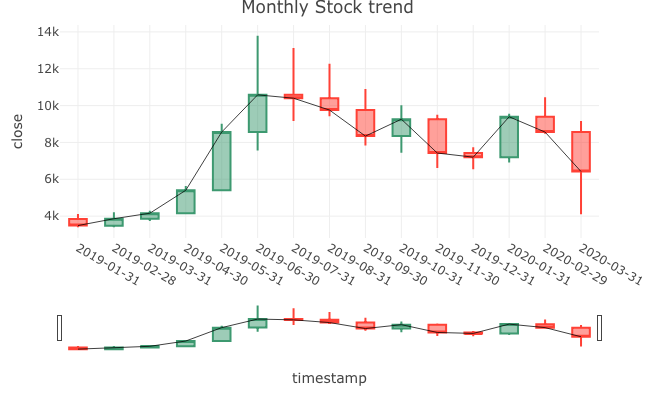 Monthly Stock trend
14k
12k
10k
8k
6k
4k
close
2019-01-31
2019-02-28
2019-03-31
2019-04-30
2019-05-31
2019-06-30
2019-07-31
2019-08-31
2019-09-30
2019-10-31
2019-11-30
2019-12-31
2020-01-31
2020-02-29
2020-03-31
timestamp